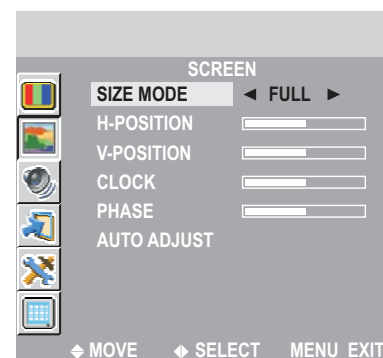 SCREEN
SIZE MODE ◄ FULL ►
H-POSITION
V-POSITION
CLOCK
PHASE
AUTO ADJUST
MOVE SELECT MENU EXIT